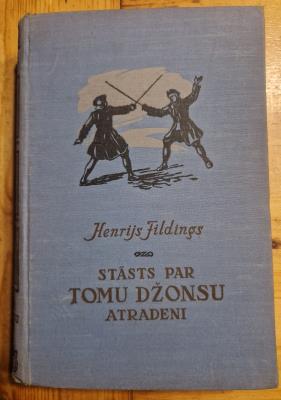 Henrijs Fildings
STĀSTS PAR
TOMU DŽONSU
ATRADENI